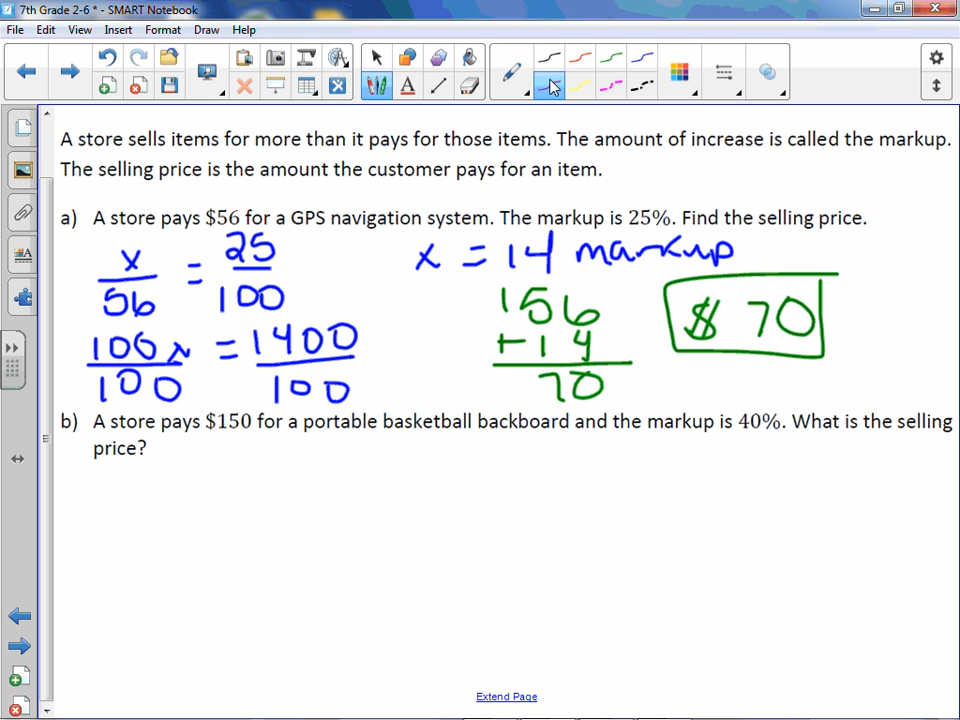 7th Grade 2-6 * - SMART Notebook
File Edit View Insert Format Draw Help
A store sells items for more than it pays for those items. The amount of increase is called the markup.
The selling price is the amount the customer pays for an item.
a) A store pays $56 for a GPS navigation system. The markup is 25%. Find the selling price.
x/56 = 25/100
100x/100 = 1400/100
x = 14 markup
156
+14
70
$ 70
b) A store pays $150 for a portable basketball backboard and the markup is 40%. What is the selling
price?
Extend Page